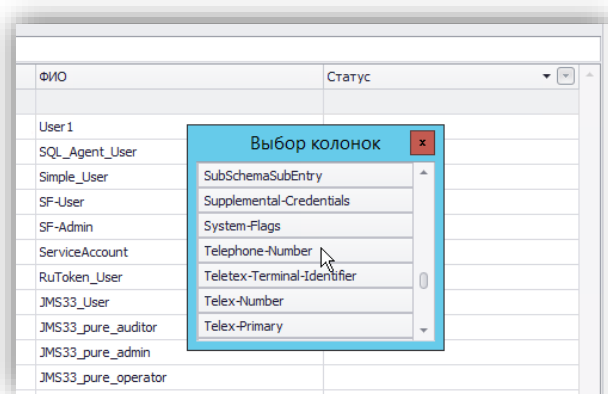 ФИО Статус
User1
SQL_Agent_User
Simple_User
SF-User
SF-Admin
ServiceAccount
RuToken_User
JMS33_User
JMS33_pure_auditor
JMS33_pure_admin
JMS33_pure_operator
Выбор колонок x
SubSchemaSubEntry
Supplemental-Credentials
System-Flags
Telephone-Number
Teletex-Terminal-Identifier
Telex-Number
Telex-Primary